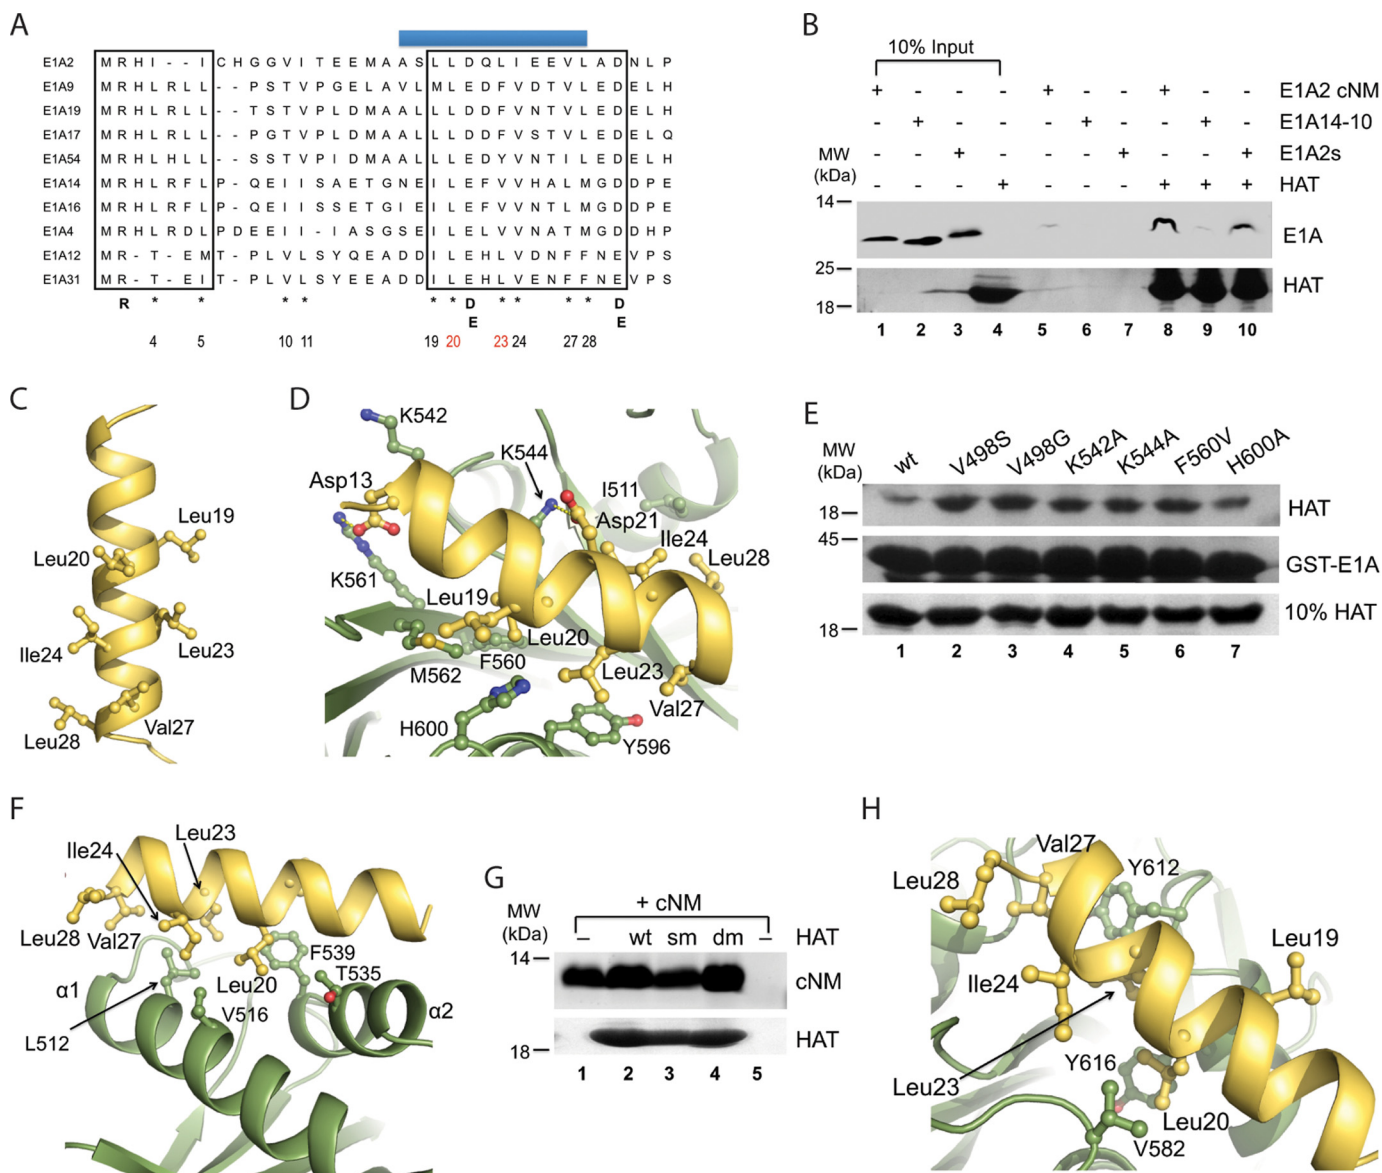 A
E1A2 M R H I - - I C H G G V I T E E M A A S L L D Q L I E E V L A D N L P
E1A9 M R H L R L L - - P S T V P G E L A V L M L E D F V D T V L E D E L H
E1A19 M R H L R L L - - T S T V P L D M A A L L L E D D F V S T V L E D E L H
E1A17 M R H L H L L - - P G T V P L D M A A L L L E D F V S T V L E D E L Q
E1A54 M R H L H L L - - S S T V P I D M A A L L L E D Y V N T I L E D E L H
E1A14 M R H L R F L P - Q E I I S A E T G N E I L E F V V H A L M G D D P E
E1A16 M R H L R F L P - Q E I I S S E T G I E I L E F V V N T L M G D D P E
E1A4 M R H L R D L P D E E I I - I A S G S E I L E L V V N A T M G D D H P
E1A12 M R - T - E M T - P L V L S Y Q E A D D I L E H L V D N F F N E V P S
E1A31 M R - T - E I T - P L V L S Y E E A D D I L E H L V E N F F N E V P S
R * * * * * * D * * * * D
E E
4 5 10 11 19 20 23 24 27 28
B
10% Input
+ - - - + - - + - - E1A2 cNM
- + - - - + - - + - E1A14-10
- - + - - - + - - + E1A2s
- - - + - - - + + + HAT
MW
(kDa)
14
E1A
25
HAT
18
1 2 3 4 5 6 7 8 9 10
C
Leu19
Leu20
Ile24
Leu23
Leu28
Val27
D
K542
K544
Asp13
I511
Asp21
Ile24
Leu28
K561
Leu19
Leu20
M562
F560
Leu23
Val27
H600
Y596
E
MW
(kDa)
wt V498S V498G K542A K544A F560V H600A
18
HAT
45
GST-E1A
18
10% HAT
1 2 3 4 5 6 7
F
Leu23
Ile24
Leu28
Val27
F539
T535
Leu20
α1
V516
α2
L512
G
+ cNM
MW
(kDa)
– wt sm dm – HAT
14
cNM
18
HAT
1 2 3 4 5
H
Val27
Y612
Leu28
Leu19
Ile24
Y616
Leu23
Leu20
V582